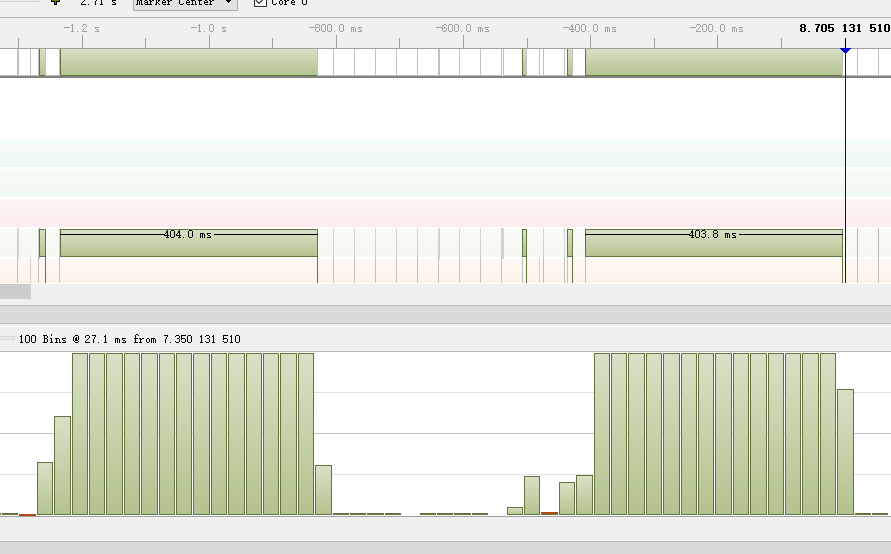 2.71 s Marker Center Core 0
-1.2 s -1.0 s -800.0 ms -600.0 ms -400.0 ms -200.0 ms 8.705 131 510
404.0 ms 403.8 ms
100 Bins @ 27.1 ms from 7.350 131 510